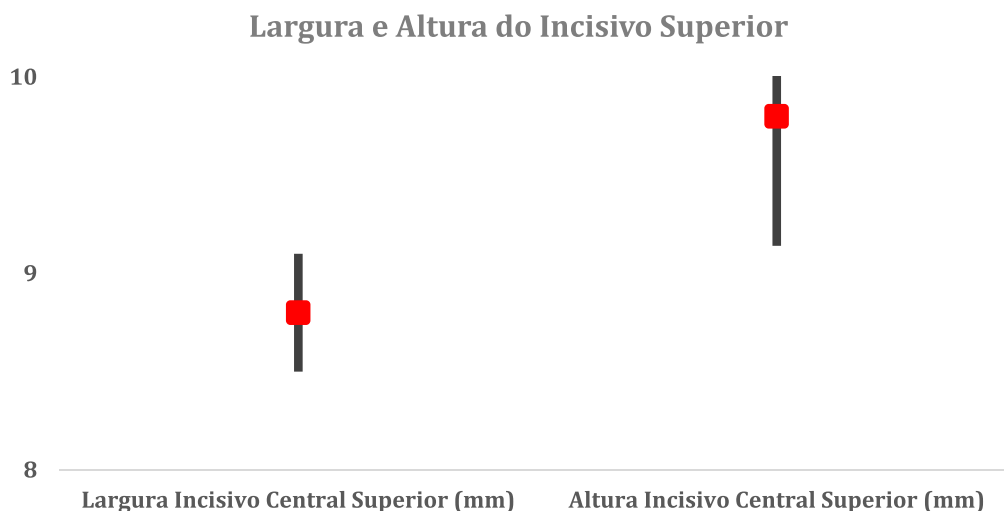 Largura e Altura do Incisivo Superior
10
9
8
Largura Incisivo Central Superior (mm)
Altura Incisivo Central Superior (mm)